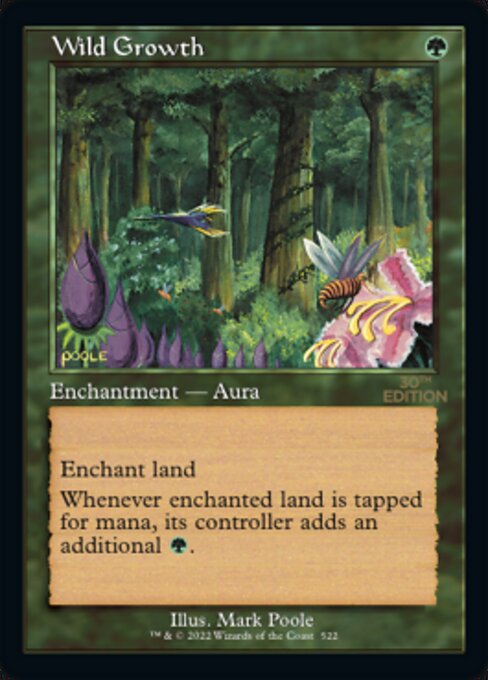 Wild Growth
POOLE
Enchantment — Aura
30TH
EDITION
Enchant land
Whenever enchanted land is tapped
for mana, its controller adds an
additional .
Illus. Mark Poole
™ & © 2022 Wizards of the Coast 522